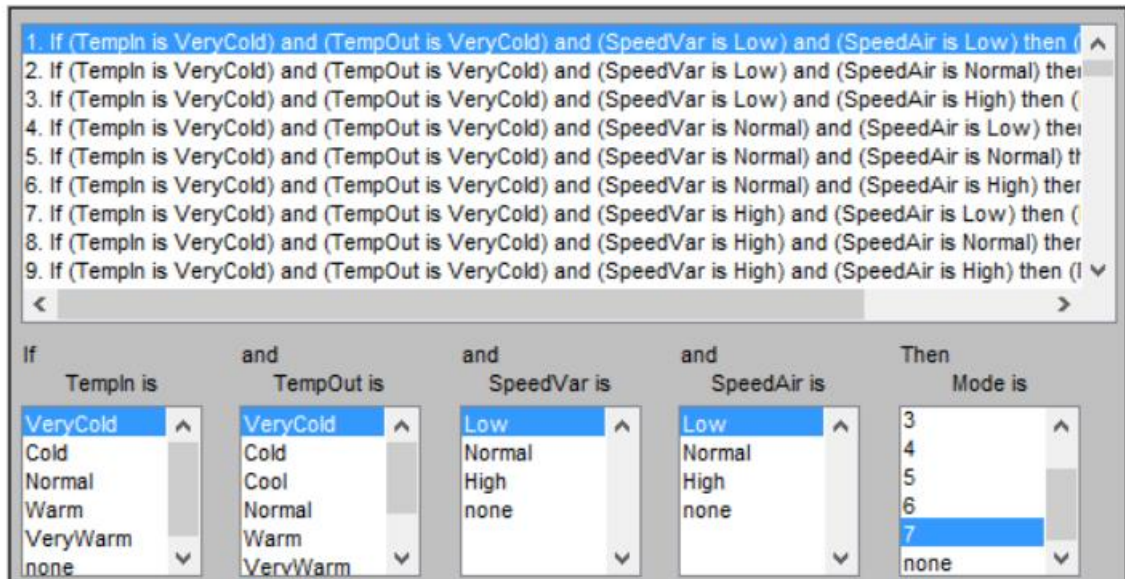 1. If (TempIn is VeryCold) and (TempOut is VeryCold) and (SpeedVar is Low) and (SpeedAir is Low) then (
2. If (TempIn is VeryCold) and (TempOut is VeryCold) and (SpeedVar is Low) and (SpeedAir is Normal) then
3. If (TempIn is VeryCold) and (TempOut is VeryCold) and (SpeedVar is Low) and (SpeedAir is High) then (
4. If (TempIn is VeryCold) and (TempOut is VeryCold) and (SpeedVar is Normal) and (SpeedAir is Low) then
5. If (TempIn is VeryCold) and (TempOut is VeryCold) and (SpeedVar is Normal) and (SpeedAir is Normal) th
6. If (TempIn is VeryCold) and (TempOut is VeryCold) and (SpeedVar is Normal) and (SpeedAir is High) then
7. If (TempIn is VeryCold) and (TempOut is VeryCold) and (SpeedVar is High) and (SpeedAir is Low) then (
8. If (TempIn is VeryCold) and (TempOut is VeryCold) and (SpeedVar is High) and (SpeedAir is Normal) then
9. If (TempIn is VeryCold) and (TempOut is VeryCold) and (SpeedVar is High) and (SpeedAir is High) then (
If
TempIn is
VeryCold
Cold
Normal
Warm
VeryWarm
none
and
TempOut is
VeryCold
Cold
Cool
Normal
Warm
VeryWarm
and
SpeedVar is
Low
Normal
High
none
and
SpeedAir is
Low
Normal
High
none
Then
Mode is
3
4
5
6
7
none